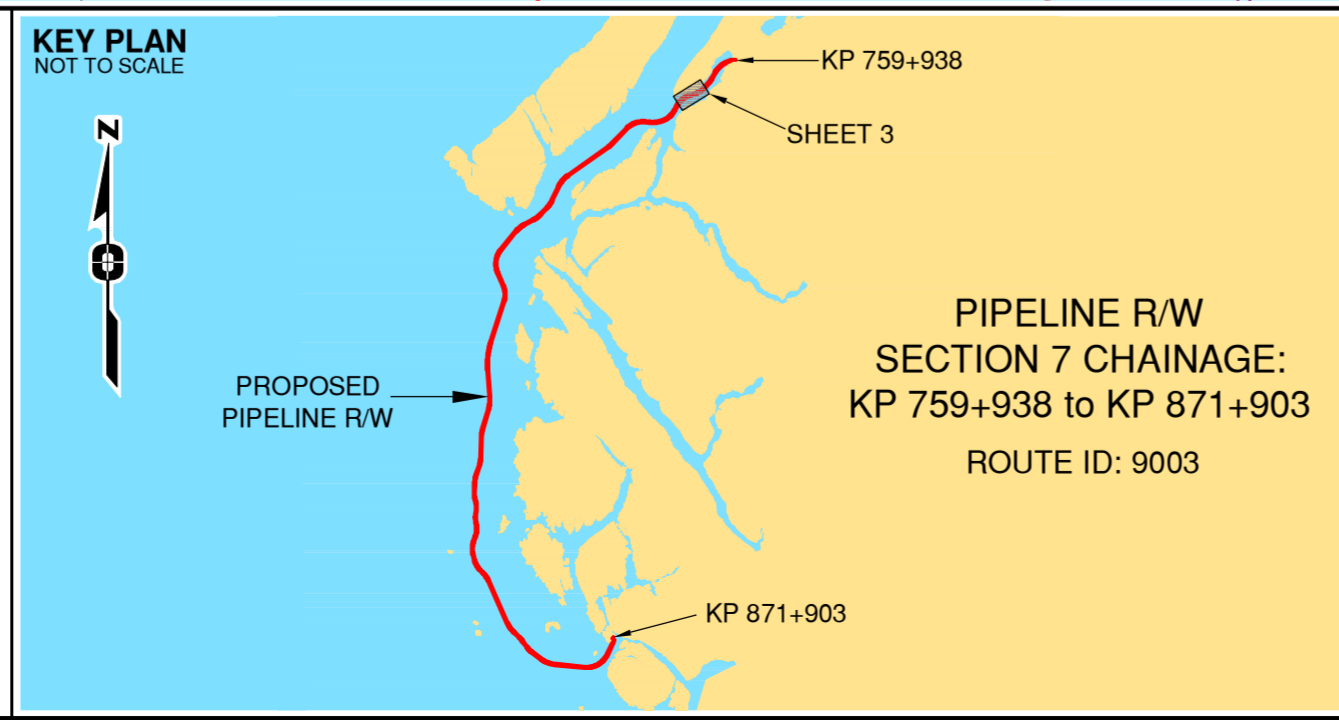 KEY PLAN
NOT TO SCALE
N
KP 759+938
SHEET 3
PIPELINE R/W
SECTION 7 CHAINAGE:
KP 759+938 to KP 871+903
ROUTE ID: 9003
PROPOSED
PIPELINE R/W
KP 871+903